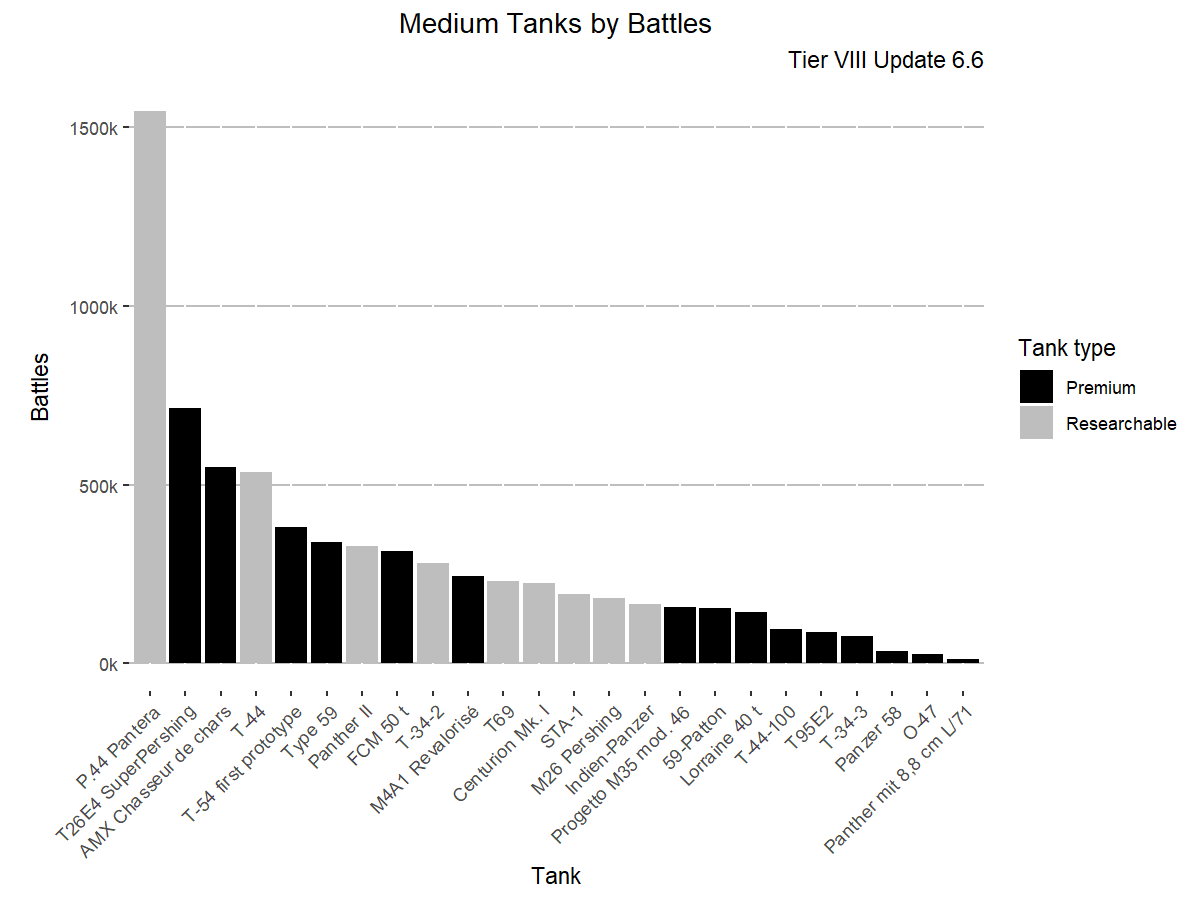 Medium Tanks by Battles
Tier VIII Update 6.6
1500k
1000k
500k
0k
Battles
P.44 Pantera
T26E4 SuperPershing
AMX Chasseur de chars
T-44
T-54 first prototype
Type 59
Panther II
FCM 50 t
T-34-2
M4A1 Revalorisé
T69
Centurion Mk. I
STA-1
M26 Pershing
Indien-Panzer
Progetto M35 mod. 46
59-Patton
Lorraine 40 t
T-44-100
T95E2
T-34-3
Panzer 58
O-47
Panther mit 8,8 cm L/71
Tank
Tank type
Premium
Researchable